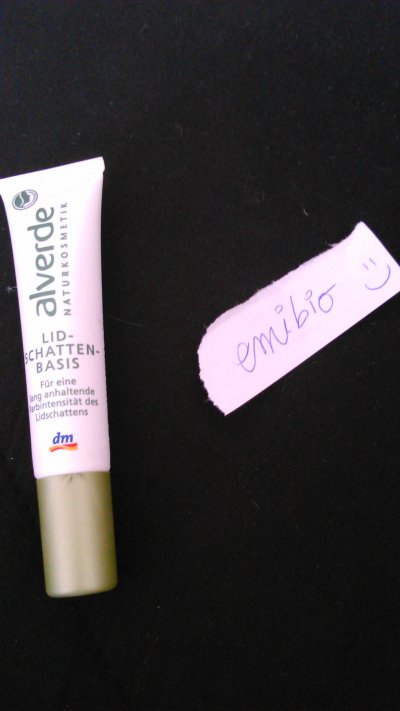 alverde
NATURKOSMETIK
LID-
SCHATTEN-
BASIS
Für eine
lang anhaltende
Farbintensität des
Lidschattens
dm
emibio :)